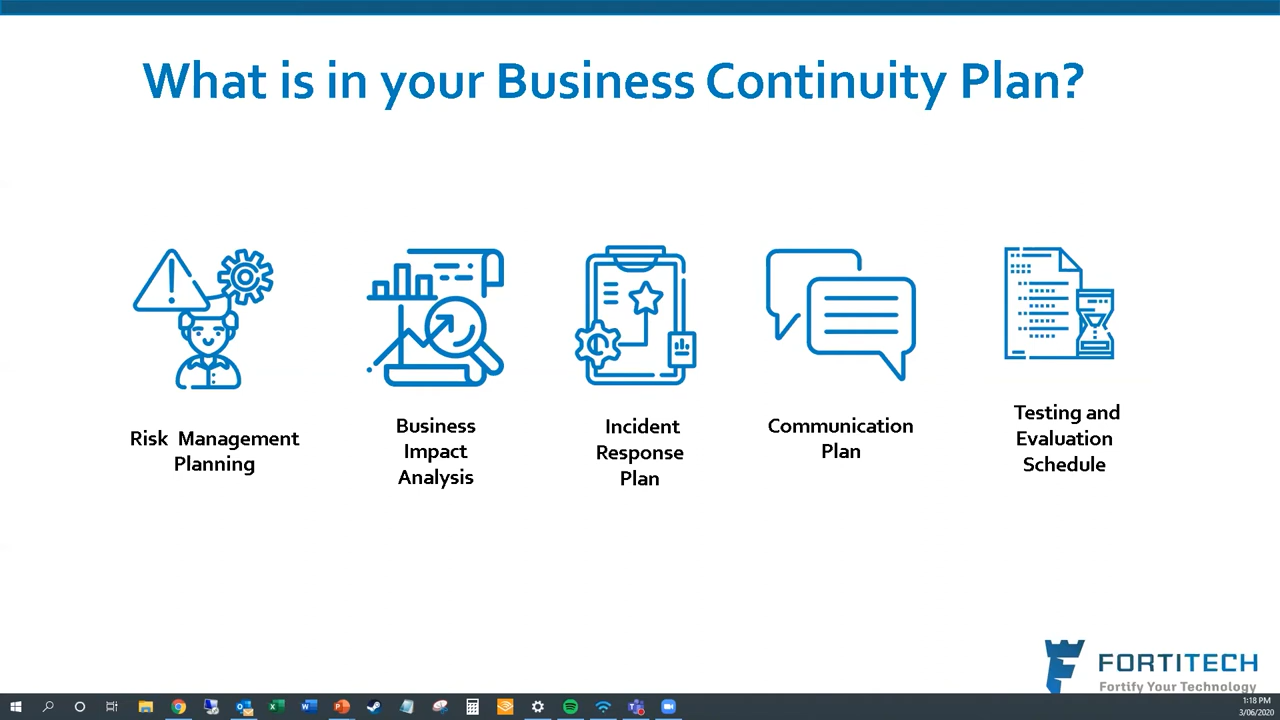 What is in your Business Continuity Plan?
Risk Management
Planning
Business
Impact
Analysis
Incident
Response
Plan
Communication
Plan
Testing and
Evaluation
Schedule
FORTITECH
Fortify Your Technology
1:18 PM
3/06/2020